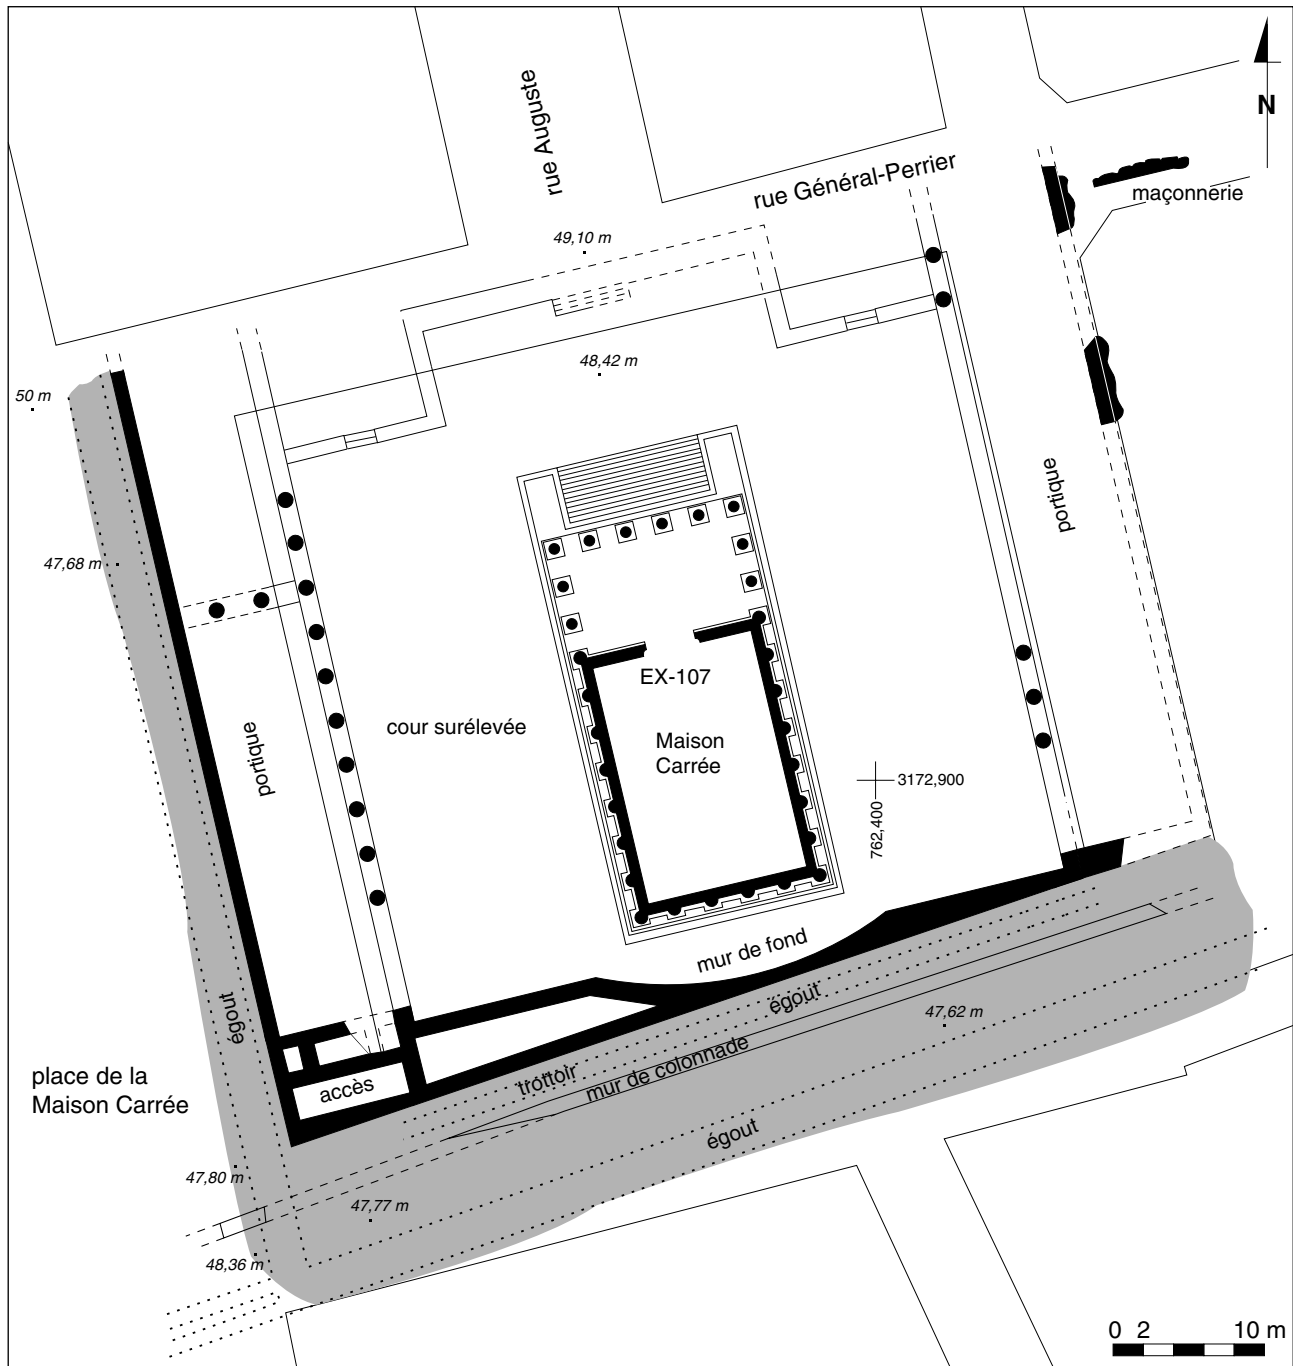 rue Auguste
rue Général-Perrier
N
maçonnerie
49,10 m
48,42 m
50 m
47,68 m
portique
EX-107
cour surélevée
Maison
Carrée
portique
3172,900
762,400
mur de fond
égout
égout
47,62 m
mur de colonnade
trottoir
accès
place de la
Maison Carrée
égout
47,80 m
47,77 m
48,36 m
0 2 10 m